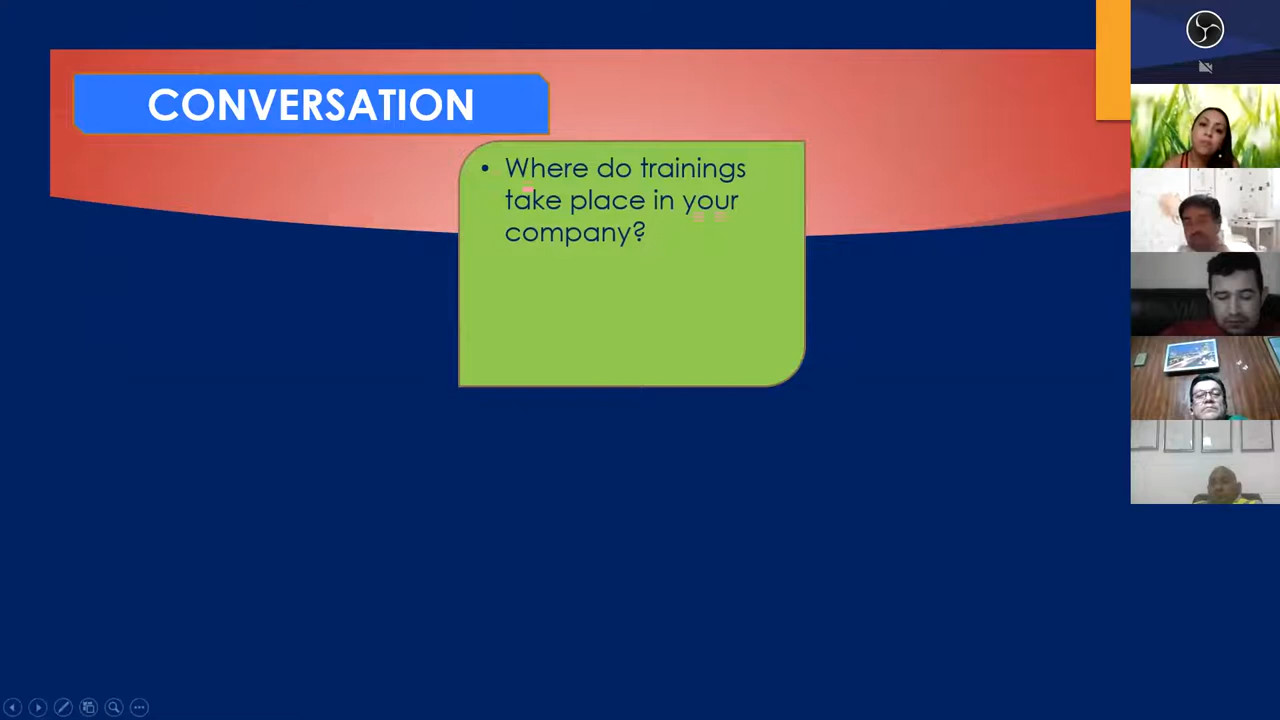 CONVERSATION
• Where do trainings
take place in your
company?